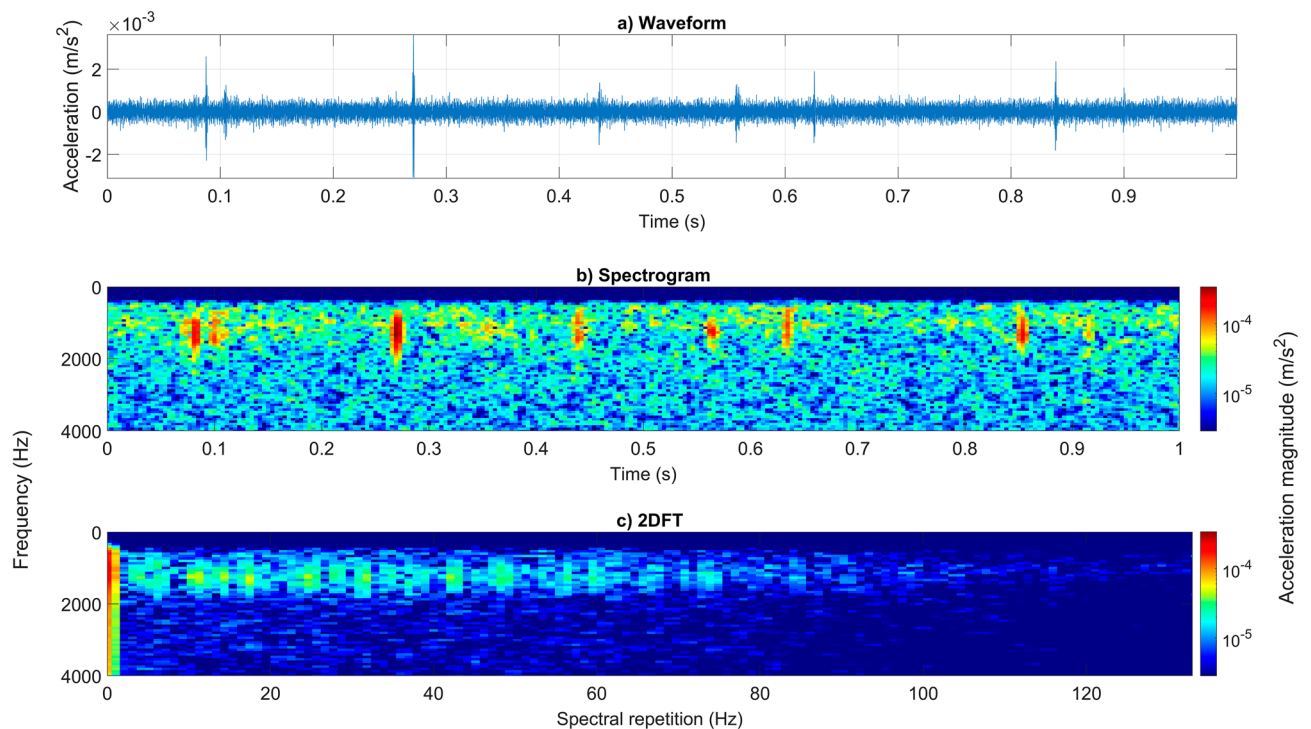 a) Waveform
×10⁻³
Acceleration (m/s²)
2
0
-2
0 0.1 0.2 0.3 0.4 0.5 0.6 0.7 0.8 0.9
Time (s)
b) Spectrogram
0
2000
4000
0 0.1 0.2 0.3 0.4 0.5 0.6 0.7 0.8 0.9 1
Time (s)
10⁻⁴
10⁻⁵
Frequency (Hz)
Acceleration magnitude (m/s²)
c) 2DFT
0
2000
4000
0 20 40 60 80 100 120
Spectral repetition (Hz)
10⁻⁴
10⁻⁵